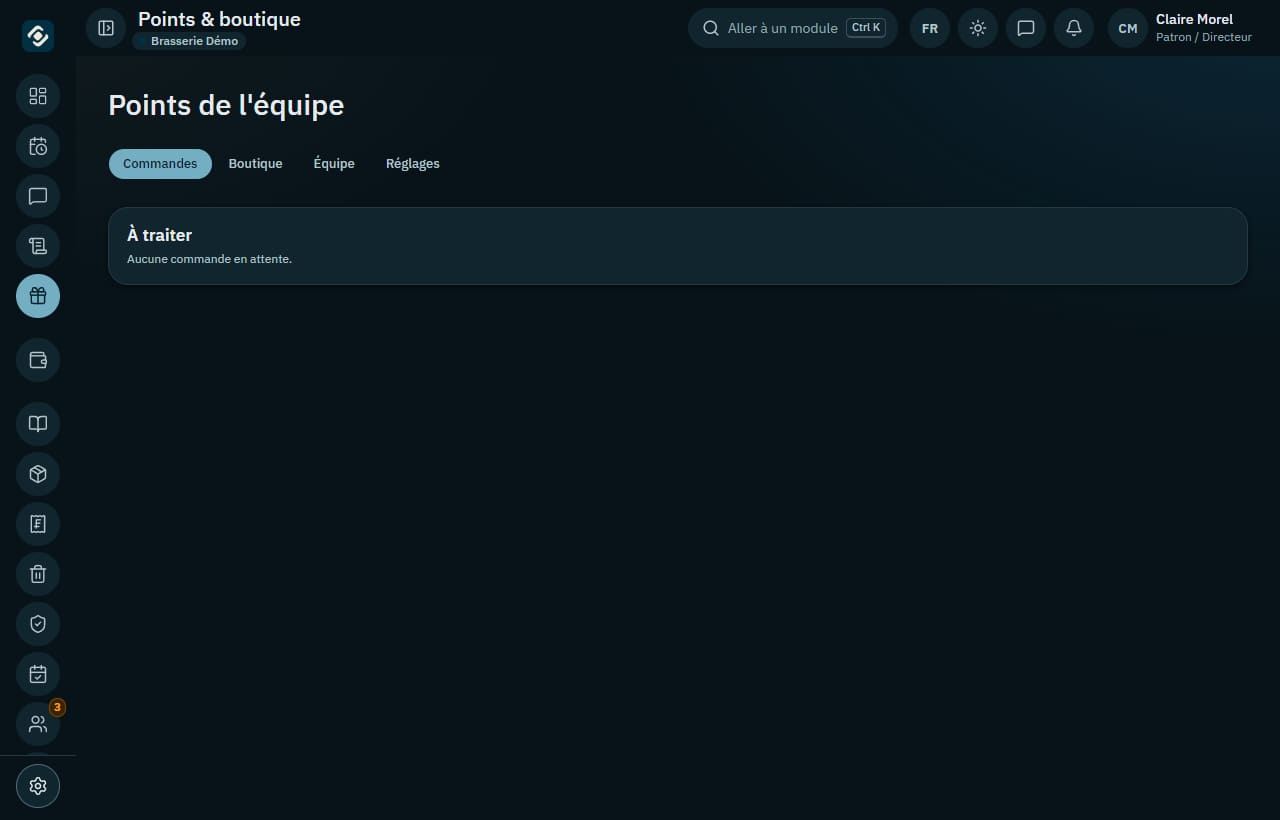 Points & boutique
Brasserie Démo
Aller à un module Ctrl K
FR
CM
Claire Morel
Patron / Directeur
Points de l'équipe
Commandes Boutique Équipe Réglages
À traiter
Aucune commande en attente.
3